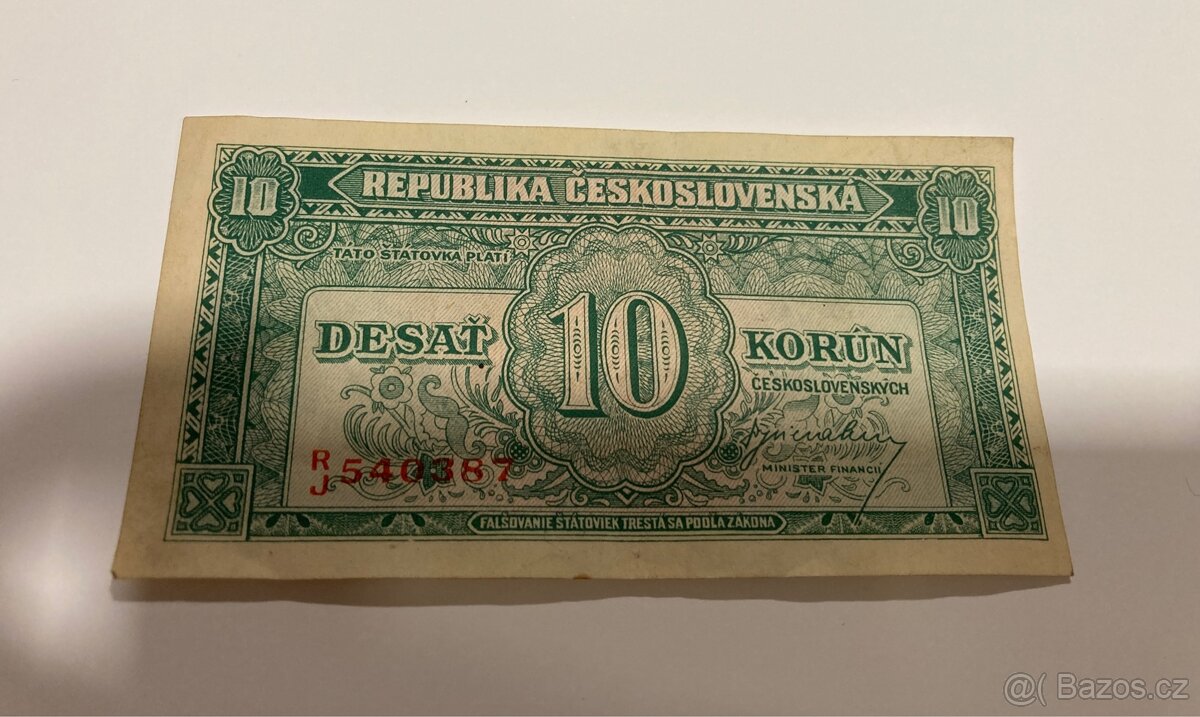 REPUBLIKA ČESKOSLOVENSKÁ
10
10
TÁTO ŠTÁTOVKA PLATÍ
10
DESAŤ
KORÚN
ČESKOSLOVENSKÝCH
R/J 540387
MINISTER FINANCIÍ
FALŠOVANIE ŠTÁTOVIEK TRESTÁ SA PODĽA ZÁKONA
@( Bazos.cz